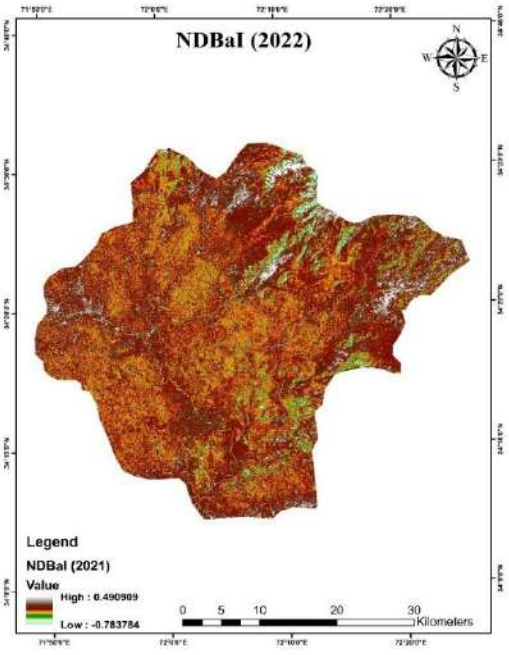 71°50'0"E 72°0'0"E 72°10'0"E 72°20'0"E
NDBaI (2022)
N
W E
S
Legend
NDBaI (2021)
Value
High : 0.490909
Low : -0.783784
0 5 10 20 30
Kilometers
71°50'0"E 72°0'0"E 72°10'0"E 72°20'0"E